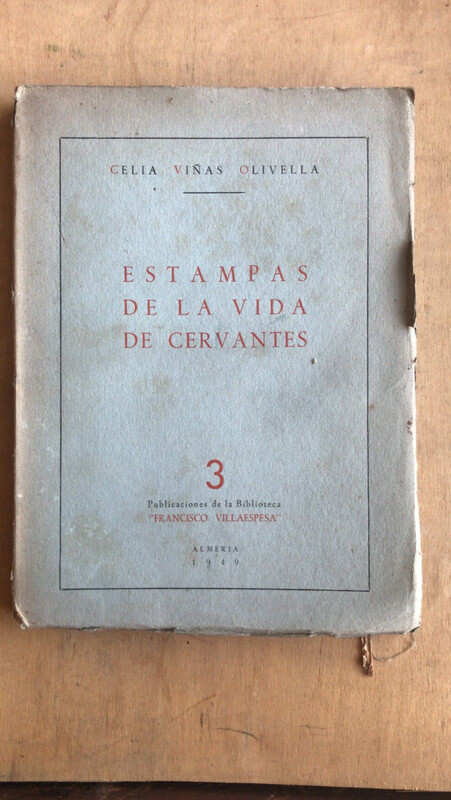 CELIA VIÑAS OLIVELLA
ESTAMPAS
DE LA VIDA
DE CERVANTES
3
Publicaciones de la Biblioteca
"FRANCISCO VILLAESPESA"
ALMERIA
1949